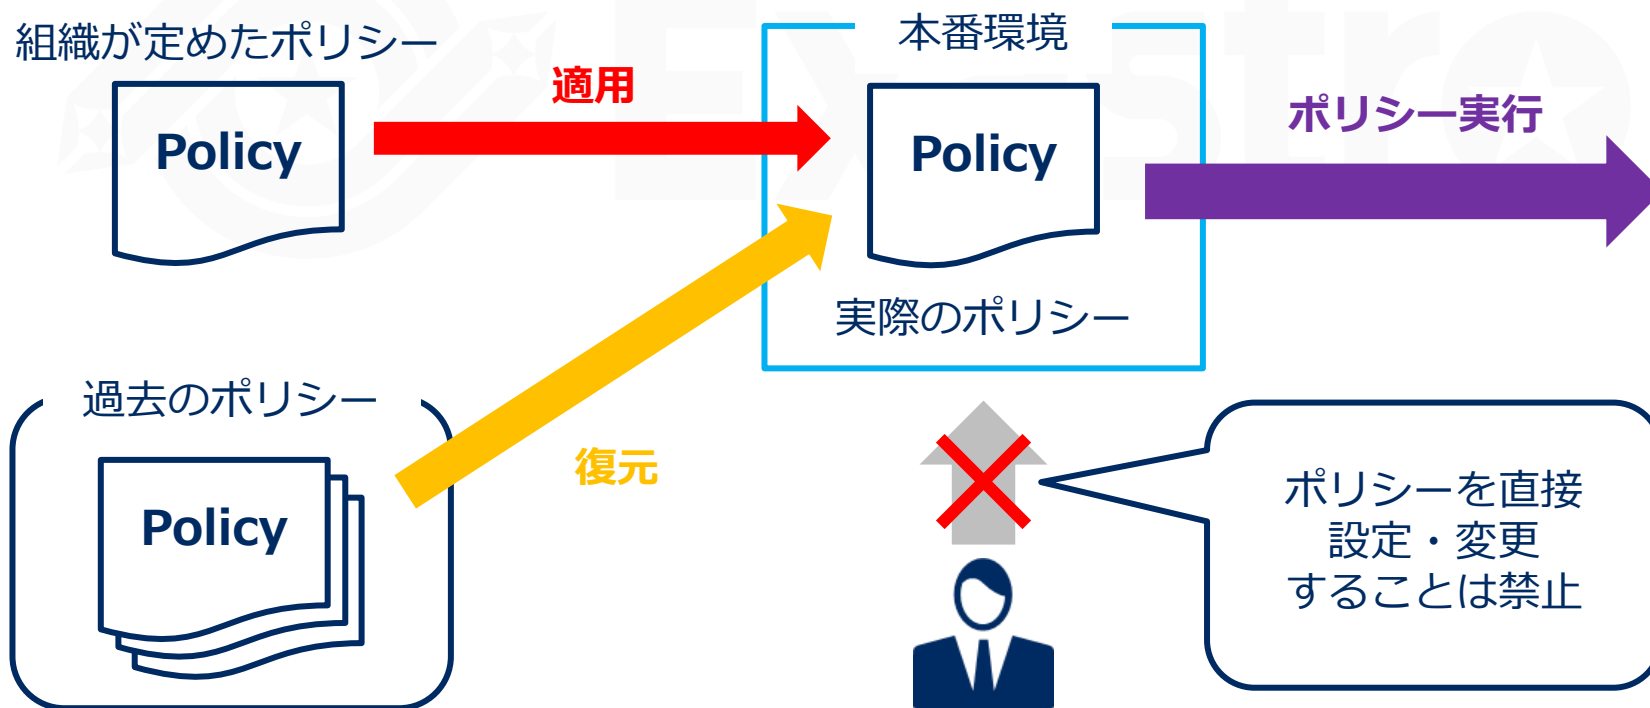 組織が定めたポリシー
Policy
適用
本番環境
Policy
実際のポリシー
ポリシー実行
過去のポリシー
Policy
復元
ポリシーを直接
設定・変更
することは禁止